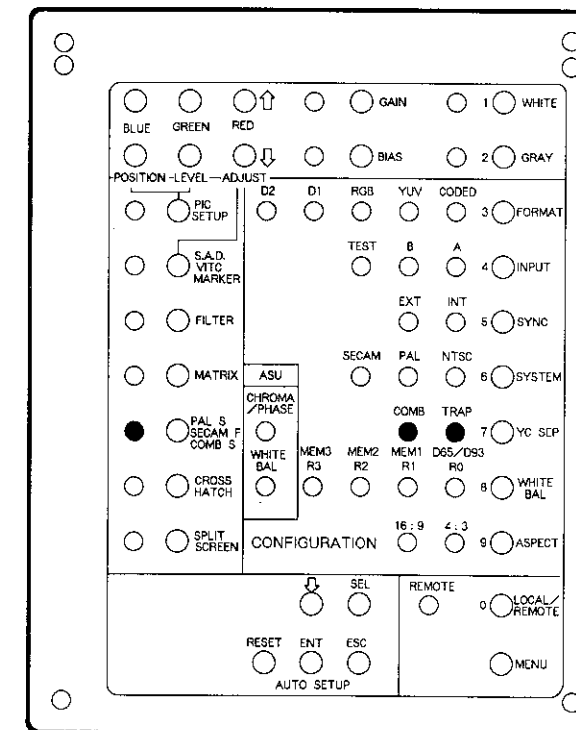 GAIN 1 WHITE
BLUE GREEN RED
BIAS 2 GRAY
POSITION LEVEL ADJUST
D2 D1 RGB YUV CODED
PIC
SETUP
3 FORMAT
TEST B A
S.A.D.
VITC
MARKER
4 INPUT
EXT INT
FILTER
5 SYNC
SECAM PAL NTSC
MATRIX
ASU
6 SYSTEM
CHROMA
/PHASE
COMB TRAP
PAL S
SECAM F
COMB S
7 YC SEP
WHITE
BAL
MEM3 MEM2 MEM1 D65/D93
R3 R2 R1 R0
CROSS
HATCH
8 WHITE
BAL
16:9 4:3
SPLIT
SCREEN
CONFIGURATION
9 ASPECT
SEL REMOTE
0 LOCAL/
REMOTE
RESET ENT ESC
MENU
AUTO SETUP